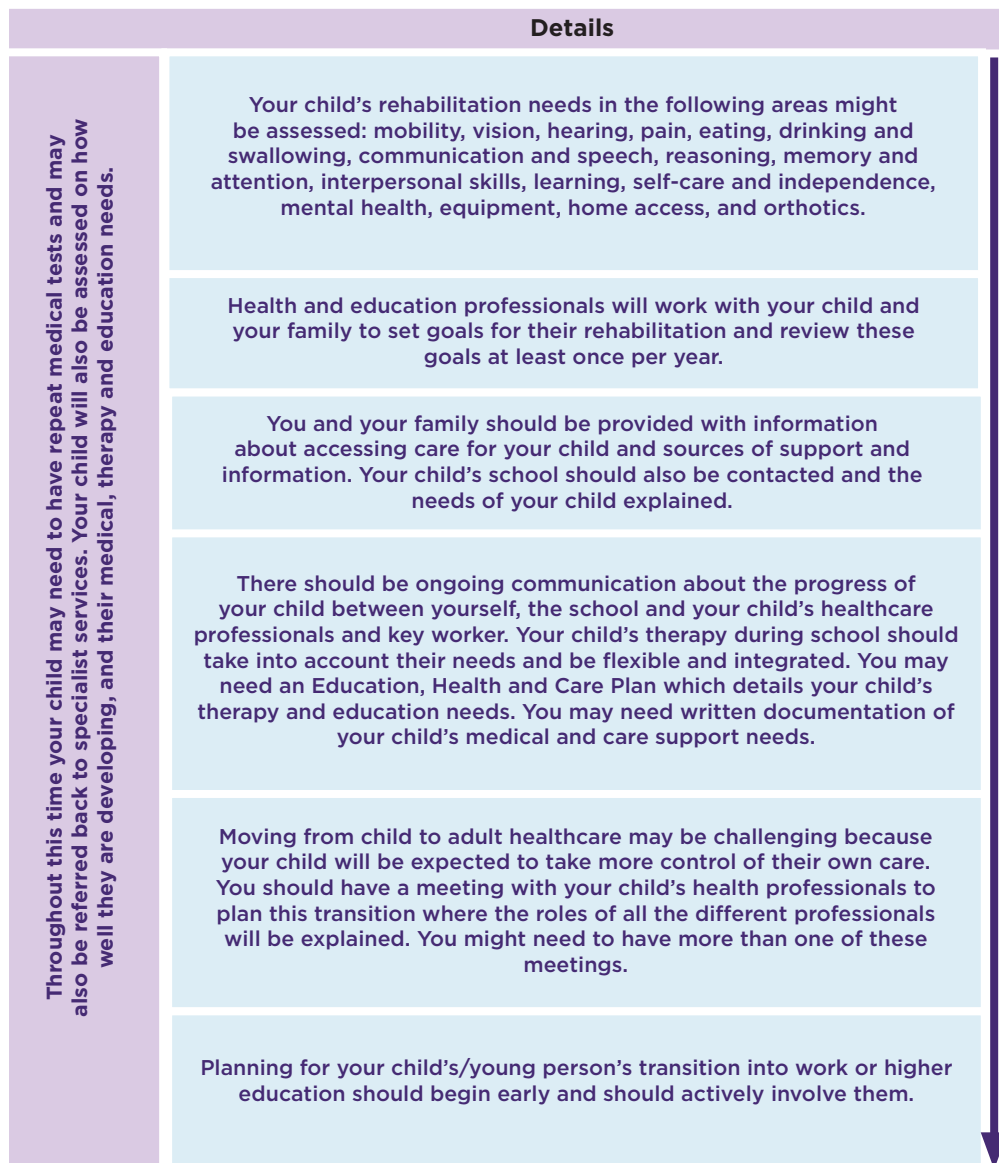 Details
Throughout this time your child may need to have repeat medical tests and may
also be referred back to specialist services. Your child will also be assessed on how
well they are developing, and their medical, therapy and education needs.
Your child’s rehabilitation needs in the following areas might
be assessed: mobility, vision, hearing, pain, eating, drinking and
swallowing, communication and speech, reasoning, memory and
attention, interpersonal skills, learning, self-care and independence,
mental health, equipment, home access, and orthotics.
Health and education professionals will work with your child and
your family to set goals for their rehabilitation and review these
goals at least once per year.
You and your family should be provided with information
about accessing care for your child and sources of support and
information. Your child’s school should also be contacted and the
needs of your child explained.
There should be ongoing communication about the progress of
your child between yourself, the school and your child’s healthcare
professionals and key worker. Your child’s therapy during school should
take into account their needs and be flexible and integrated. You may
need an Education, Health and Care Plan which details your child’s
therapy and education needs. You may need written documentation of
your child’s medical and care support needs.
Moving from child to adult healthcare may be challenging because
your child will be expected to take more control of their own care.
You should have a meeting with your child’s health professionals to
plan this transition where the roles of all the different professionals
will be explained. You might need to have more than one of these
meetings.
Planning for your child’s/young person’s transition into work or higher
education should begin early and should actively involve them.